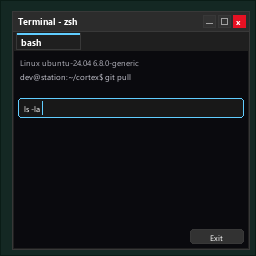 Terminal - zsh
bash
Linux ubuntu-24.04 6.8.0-generic
dev@station:~/cortex$ git pull
ls -la
Exit